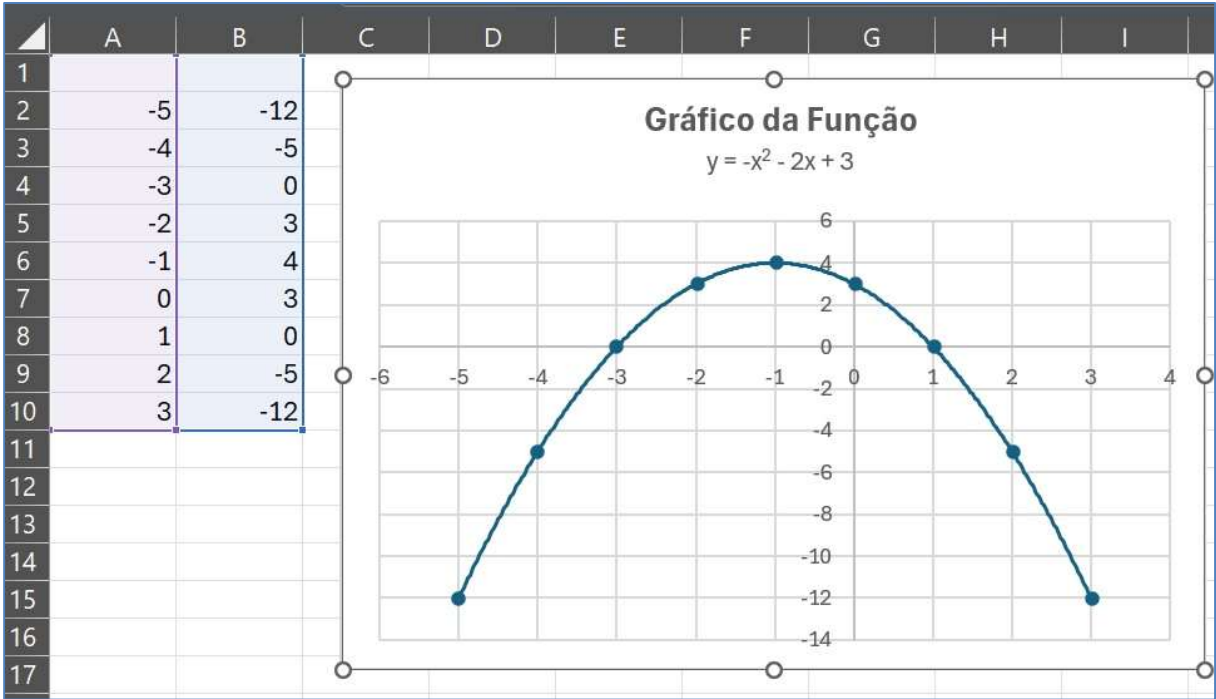 A B C D E F G H I
1
2 -5 -12
3 -4 -5
4 -3 0
5 -2 3
6 -1 4
7 0 3
8 1 0
9 2 -5
10 3 -12
11
12
13
14
15
16
17
Gráfico da Função
y = -x² - 2x + 3
6
4
2
0
-6 -5 -4 -3 -2 -1 0 1 2 3 4
-2
-4
-6
-8
-10
-12
-14